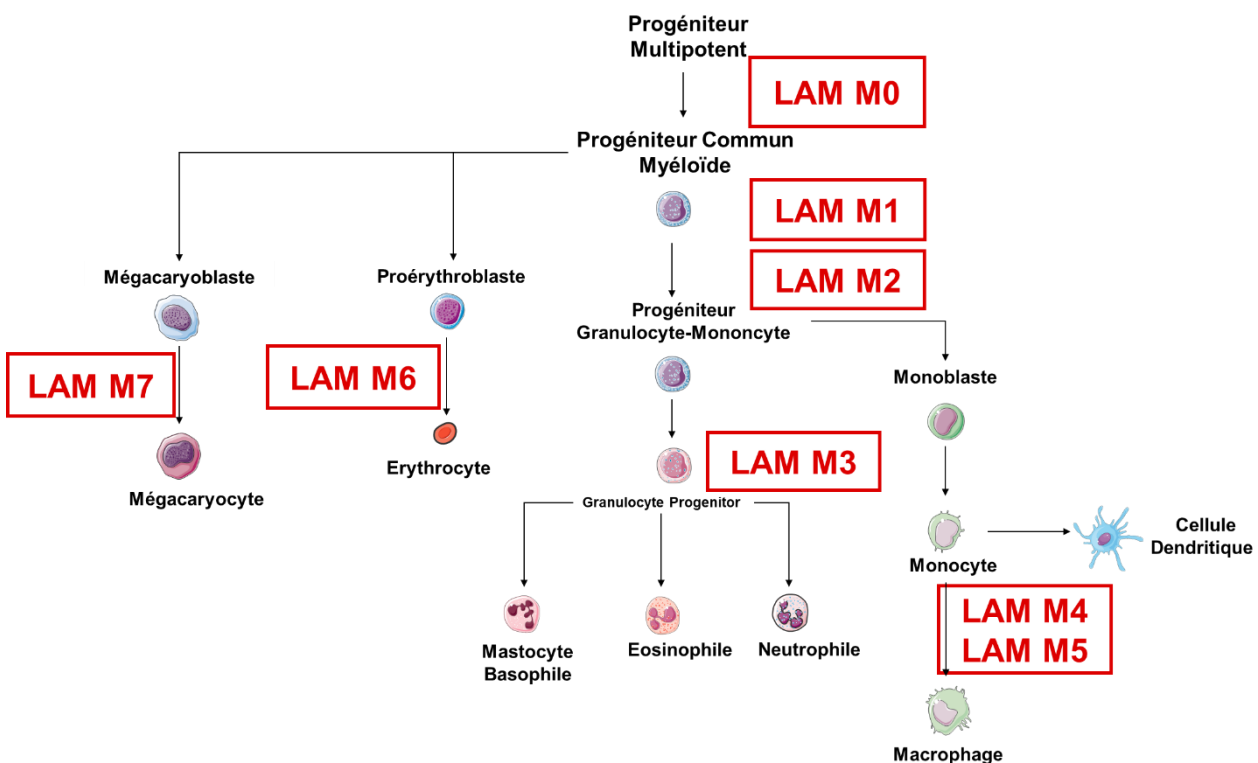 Progéniteur
Multipotent
LAM M0
Progéniteur Commun
Myéloïde
LAM M1
Mégacaryoblaste
Proérythroblaste
LAM M2
Progéniteur
Granulocyte-Mononcyte
LAM M7
LAM M6
Monoblaste
LAM M3
Erythrocyte
Mégacaryocyte
Granulocyte Progenitor
Cellule
Dendritique
Monocyte
LAM M4
LAM M5
Mastocyte
Basophile
Eosinophile
Neutrophile
Macrophage